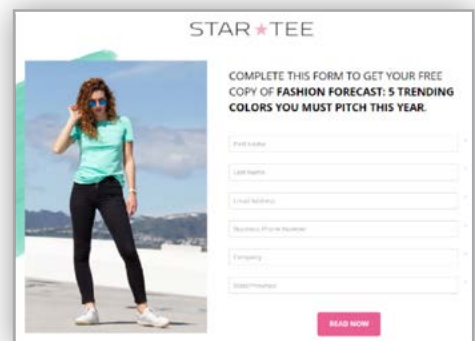 STAR★TEE
COMPLETE THIS FORM TO GET YOUR FREE
COPY OF FASHION FORECAST: 5 TRENDING
COLORS YOU MUST PITCH THIS YEAR.
First Name
Last Name
Email Address
Business Phone Number
Company
State/Province
READ NOW